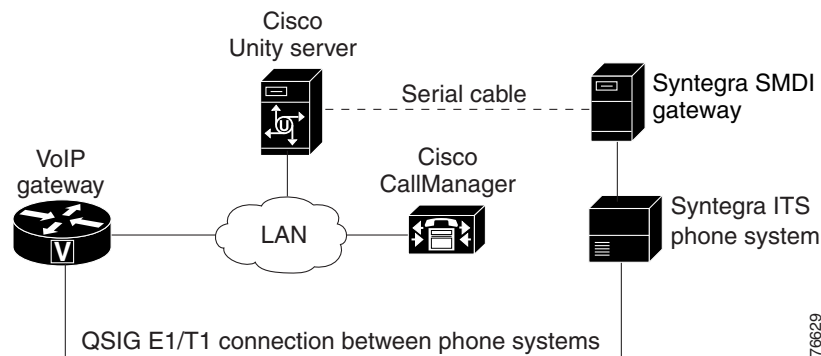 Cisco
Unity server
Serial cable
Syntegra SMDI
gateway
VoIP
gateway
Cisco
CallManager
U
V
LAN
Syntegra ITS
phone system
QSIG E1/T1 connection between phone systems
76629